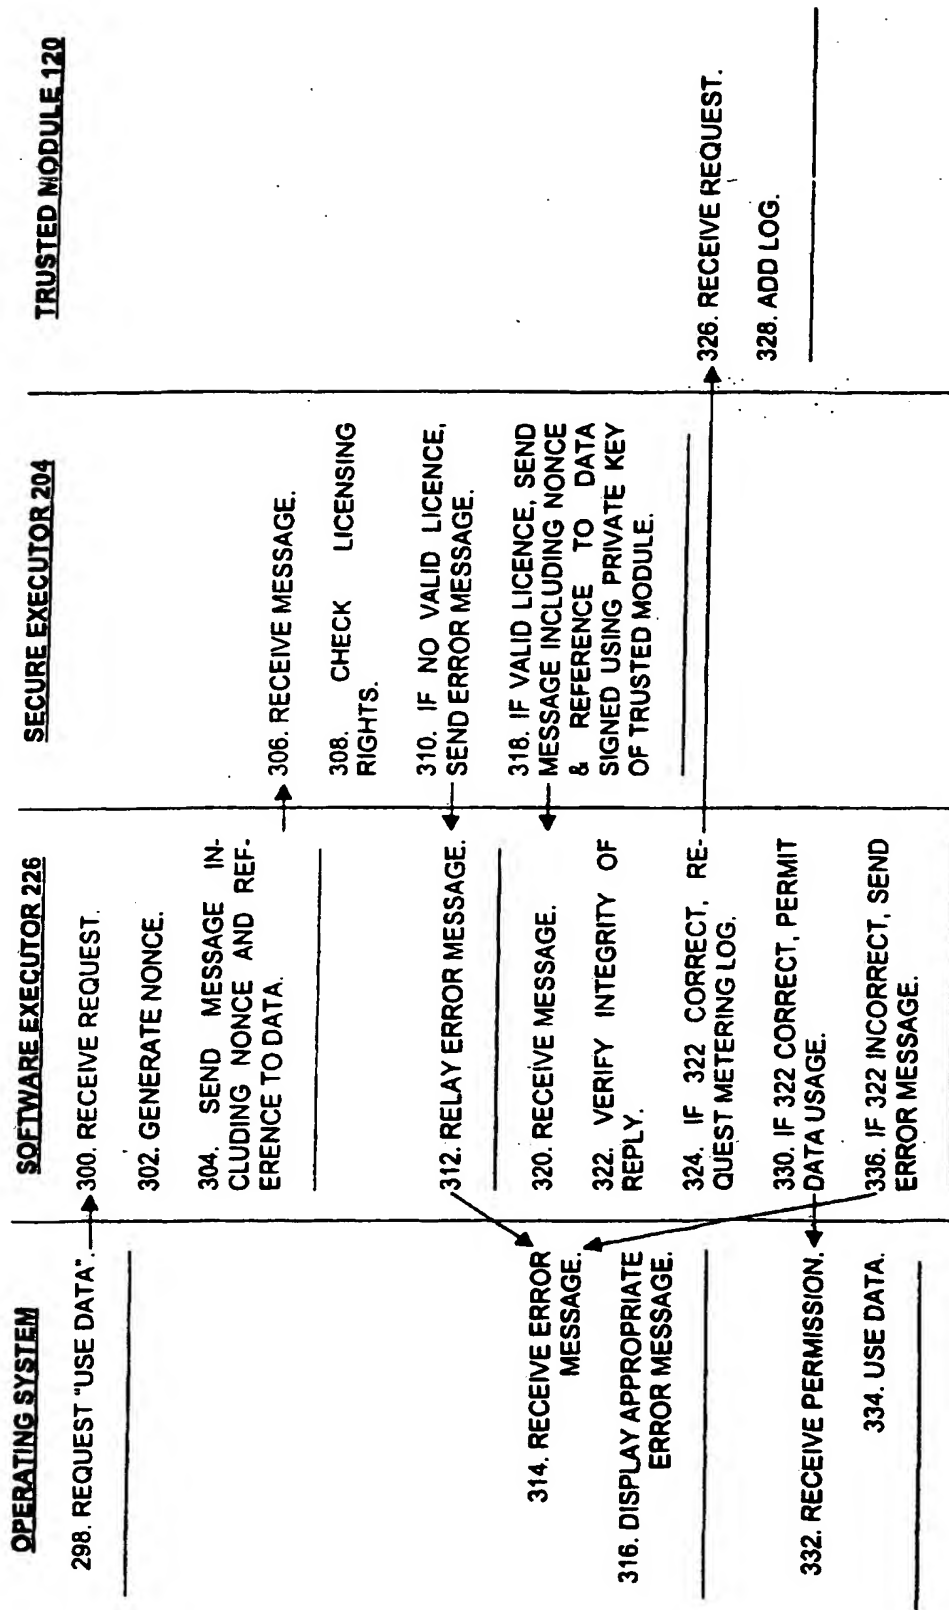 OPERATING SYSTEM
298. REQUEST "USE DATA".
314. RECEIVE ERROR
MESSAGE.
316. DISPLAY APPROPRIATE
ERROR MESSAGE.
332. RECEIVE PERMISSION.
334. USE DATA.
SOFTWARE EXECUTOR 226
300. RECEIVE REQUEST.
302. GENERATE NONCE.
304. SEND MESSAGE IN-
CLUDING NONCE AND REF-
ERENCE TO DATA.
312. RELAY ERROR MESSAGE.
320. RECEIVE MESSAGE.
322. VERIFY INTEGRITY OF
REPLY.
324. IF 322 CORRECT, RE-
QUEST METERING LOG.
330. IF 322 CORRECT, PERMIT
DATA USAGE.
336. IF 322 INCORRECT, SEND
ERROR MESSAGE.
SECURE EXECUTOR 204
306. RECEIVE MESSAGE.
308. CHECK LICENSING
RIGHTS.
310. IF NO VALID LICENCE,
SEND ERROR MESSAGE.
318. IF VALID LICENCE, SEND
MESSAGE INCLUDING NONCE
& REFERENCE TO DATA
SIGNED USING PRIVATE KEY
OF TRUSTED MODULE.
TRUSTED MODULE 120
326. RECEIVE REQUEST.
328. ADD LOG.